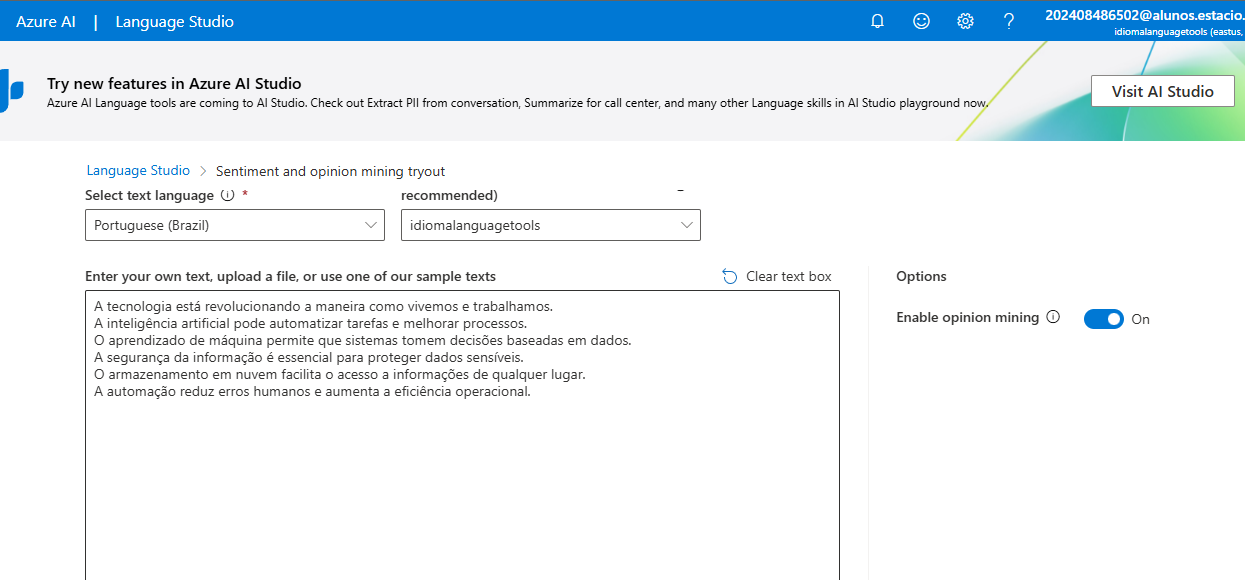 Azure AI | Language Studio
202408486502@alunos.estacio.
idiomalanguagetools (eastus,
Try new features in Azure AI Studio
Azure AI Language tools are coming to AI Studio. Check out Extract PII from conversation, Summarize for call center, and many other Language skills in AI Studio playground now.
Visit AI Studio
Language Studio > Sentiment and opinion mining tryout
Select text language *
recommended)
Portuguese (Brazil)
idiomalanguagetools
Enter your own text, upload a file, or use one of our sample texts
Clear text box
A tecnologia está revolucionando a maneira como vivemos e trabalhamos.
A inteligência artificial pode automatizar tarefas e melhorar processos.
O aprendizado de máquina permite que sistemas tomem decisões baseadas em dados.
A segurança da informação é essencial para proteger dados sensíveis.
O armazenamento em nuvem facilita o acesso a informações de qualquer lugar.
A automação reduz erros humanos e aumenta a eficiência operacional.
Options
Enable opinion mining
On